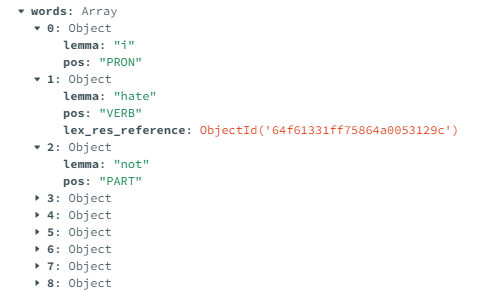 words: Array
0: Object
lemma: "i"
pos: "PRON"
1: Object
lemma: "hate"
pos: "VERB"
lex_res_reference: ObjectId('64f61331ff75864a0053129c')
2: Object
lemma: "not"
pos: "PART"
3: Object
4: Object
5: Object
6: Object
7: Object
8: Object